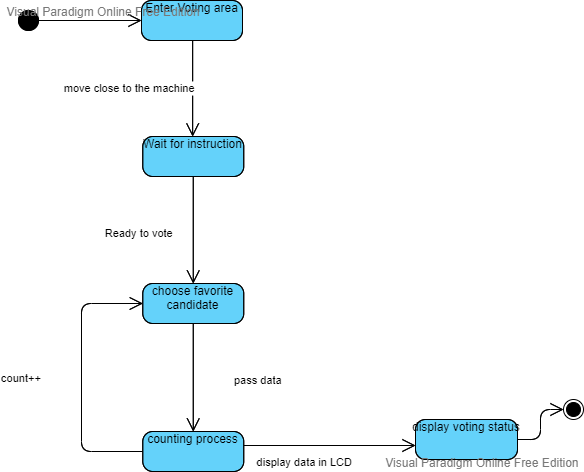 Visual Paradigm Online Free Edition
Enter Voting area
move close to the machine
Wait for instruction
Ready to vote
choose favorite
candidate
count++
pass data
counting process
display voting status
display data in LCD
Visual Paradigm Online Free Edition